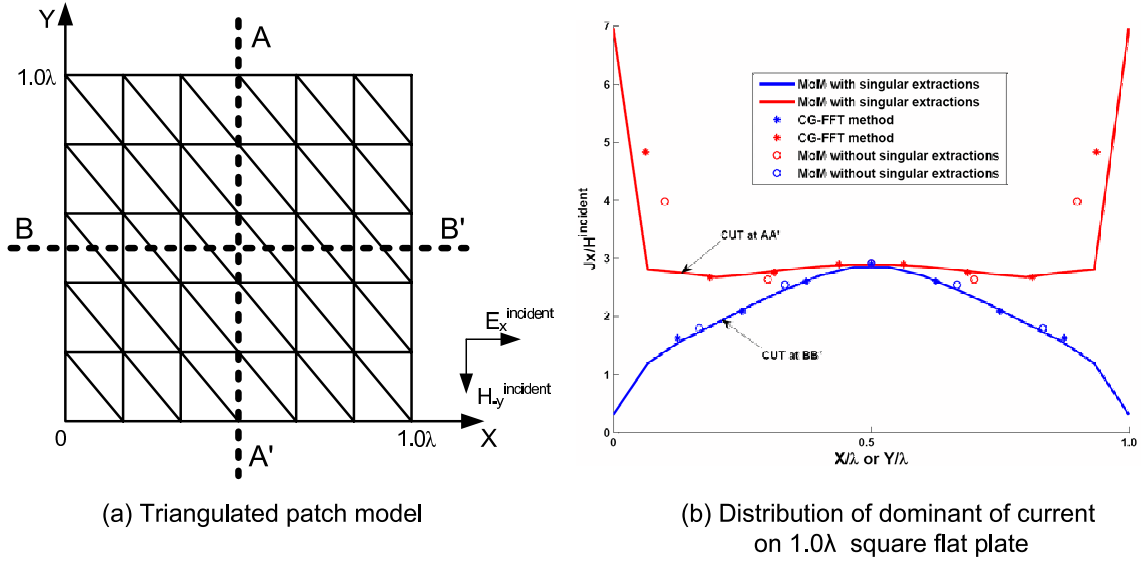 Y
A
1.0λ
B
B'
E_x^incident
H_-y^incident
0
1.0λ
X
A'
(a) Triangulated patch model
7
6
5
4
3
2
1
0
Jx/H^incident
MoM with singular extractions
MoM with singular extractions
CG-FFT method
CG-FFT method
MoM without singular extractions
MoM without singular extractions
CUT at AA'
CUT at BB'
0
0.5
1.0
X/λ or Y/λ
(b) Distribution of dominant of current
on 1.0λ square flat plate